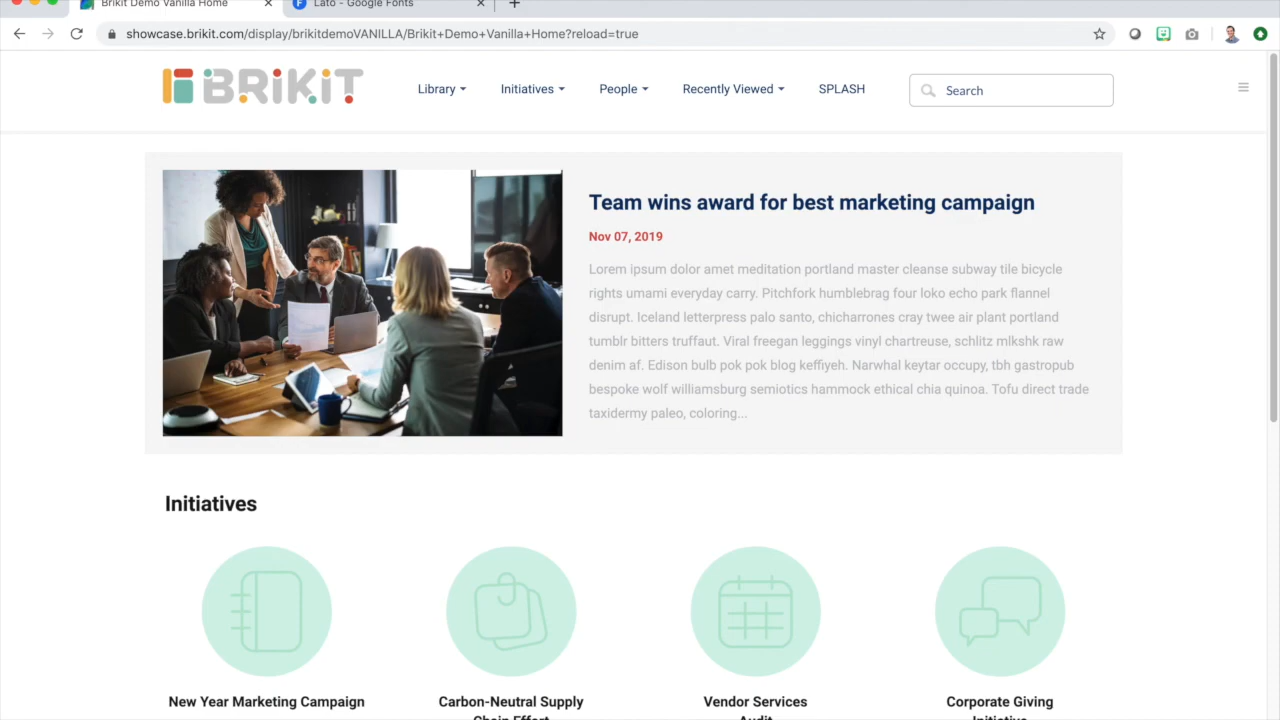 Brikit Demo Vanilla Home
Lato - Google Fonts
showcase.brikit.com/display/brikitdemoVANILLA/Brikit+Demo+Vanilla+Home?reload=true
BRiKiT
Library
Initiatives
People
Recently Viewed
SPLASH
Search
Team wins award for best marketing campaign
Nov 07, 2019
Lorem ipsum dolor amet meditation portland master cleanse subway tile bicycle
rights umami everyday carry. Pitchfork humblebrag four loko echo park flannel
disrupt. Iceland letterpress palo santo, chicharrones cray twee air plant portland
tumblr bitters truffaut. Viral freegan leggings vinyl chartreuse, schlitz mlkshk raw
denim af. Edison bulb pok pok blog keffiyeh. Narwhal keytar occupy, tbh gastropub
bespoke wolf williamsburg semiotics hammock ethical chia quinoa. Tofu direct trade
taxidermy paleo, coloring...
Initiatives
New Year Marketing Campaign
Carbon-Neutral Supply
Chain Effort
Vendor Services
Audit
Corporate Giving
Initiative